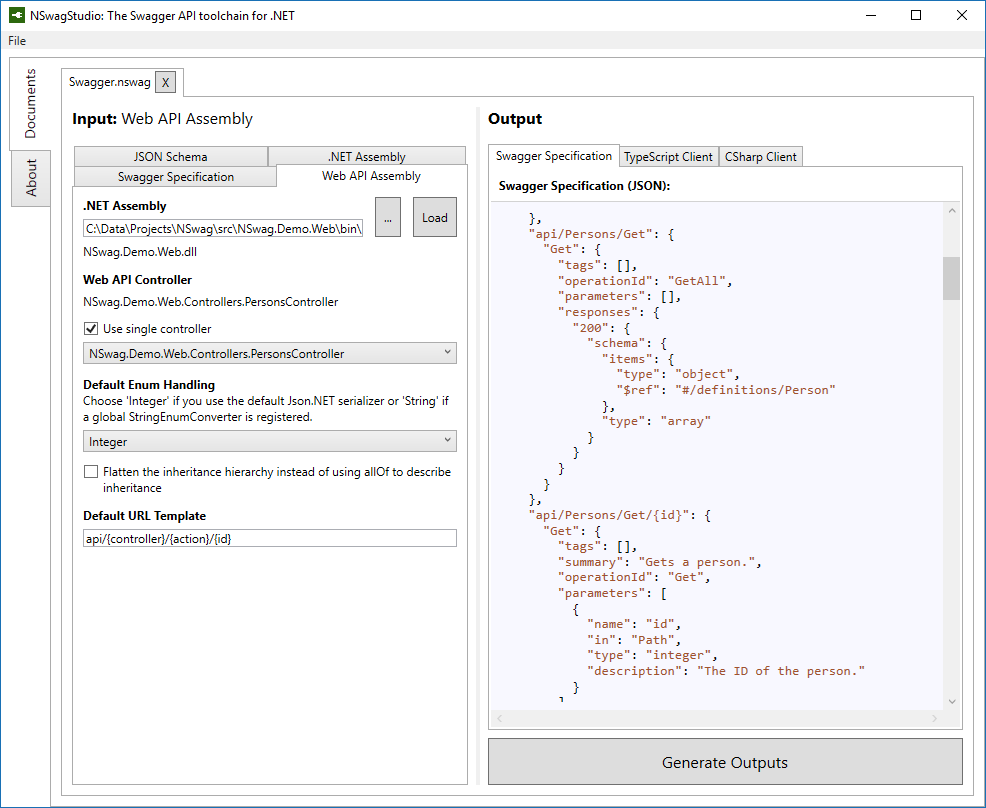 NSwagStudio: The Swagger API toolchain for .NET
File
Documents
About
Swagger.nswag X
Input: Web API Assembly
JSON Schema
.NET Assembly
Swagger Specification
Web API Assembly
.NET Assembly
C:\Data\Projects\NSwag\src\NSwag.Demo.Web\bin\
...
Load
NSwag.Demo.Web.dll
Web API Controller
NSwag.Demo.Web.Controllers.PersonsController
Use single controller
NSwag.Demo.Web.Controllers.PersonsController
Default Enum Handling
Choose 'Integer' if you use the default Json.NET serializer or 'String' if
a global StringEnumConverter is registered.
Integer
Flatten the inheritance hierarchy instead of using allOf to describe
inheritance
Default URL Template
api/{controller}/{action}/{id}
Output
Swagger Specification
TypeScript Client
CSharp Client
Swagger Specification (JSON):
},
"api/Persons/Get": {
"Get": {
"tags": [],
"operationId": "GetAll",
"parameters": [],
"responses": {
"200": {
"schema": {
"items": {
"type": "object",
"$ref": "#/definitions/Person"
},
"type": "array"
}
}
}
}
},
"api/Persons/Get/{id}": {
"Get": {
"tags": [],
"summary": "Gets a person.",
"operationId": "Get",
"parameters": [
{
"name": "id",
"in": "Path",
"type": "integer",
"description": "The ID of the person."
}
]
Generate Outputs